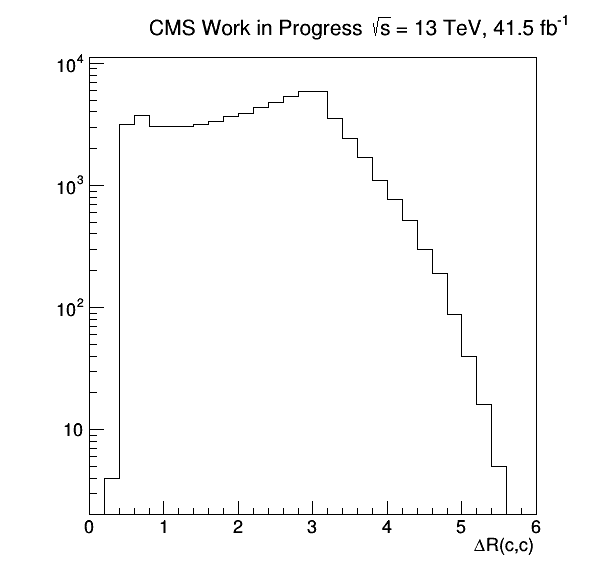 CMS Work in Progress √s = 13 TeV, 41.5 fb⁻¹
10⁴
10³
10²
10
0 1 2 3 4 5 6
ΔR(c,c)